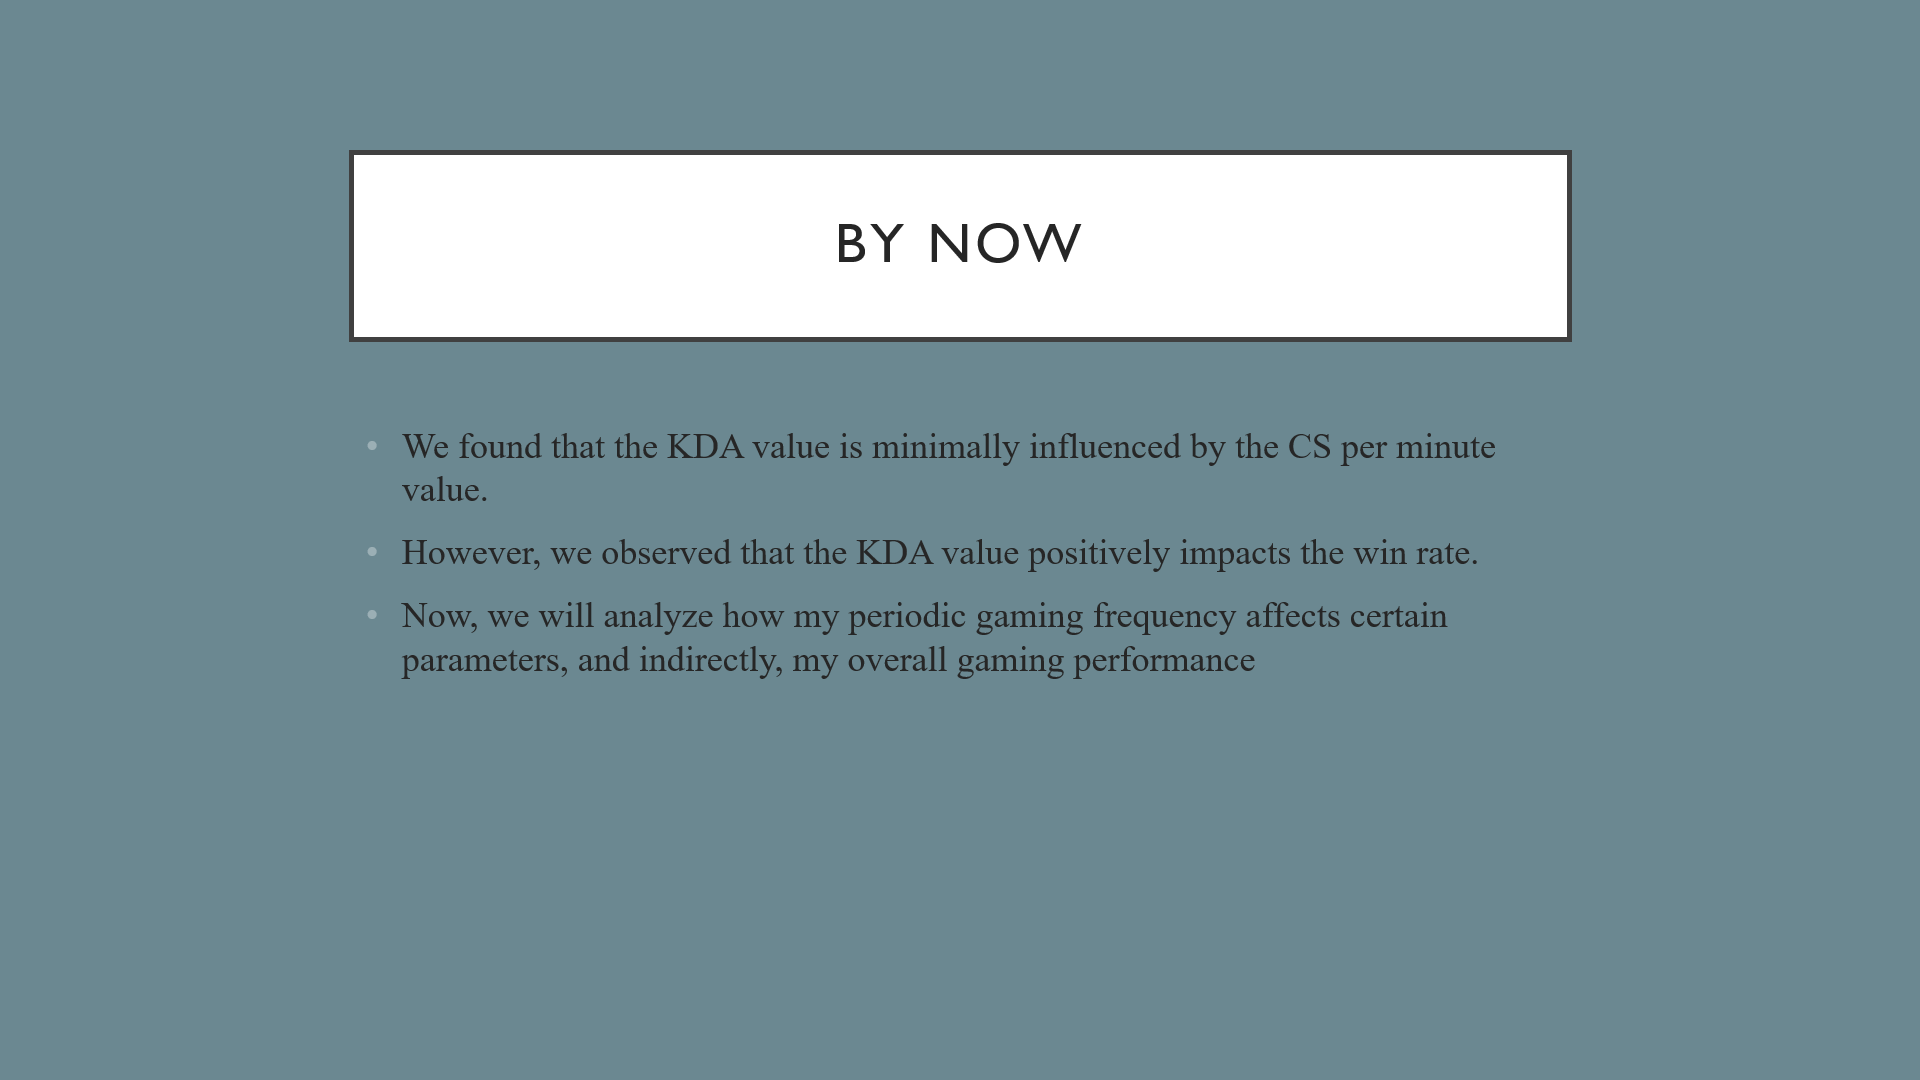 BY NOW
• We found that the KDA value is minimally influenced by the CS per minute
value.
• However, we observed that the KDA value positively impacts the win rate.
• Now, we will analyze how my periodic gaming frequency affects certain
parameters, and indirectly, my overall gaming performance